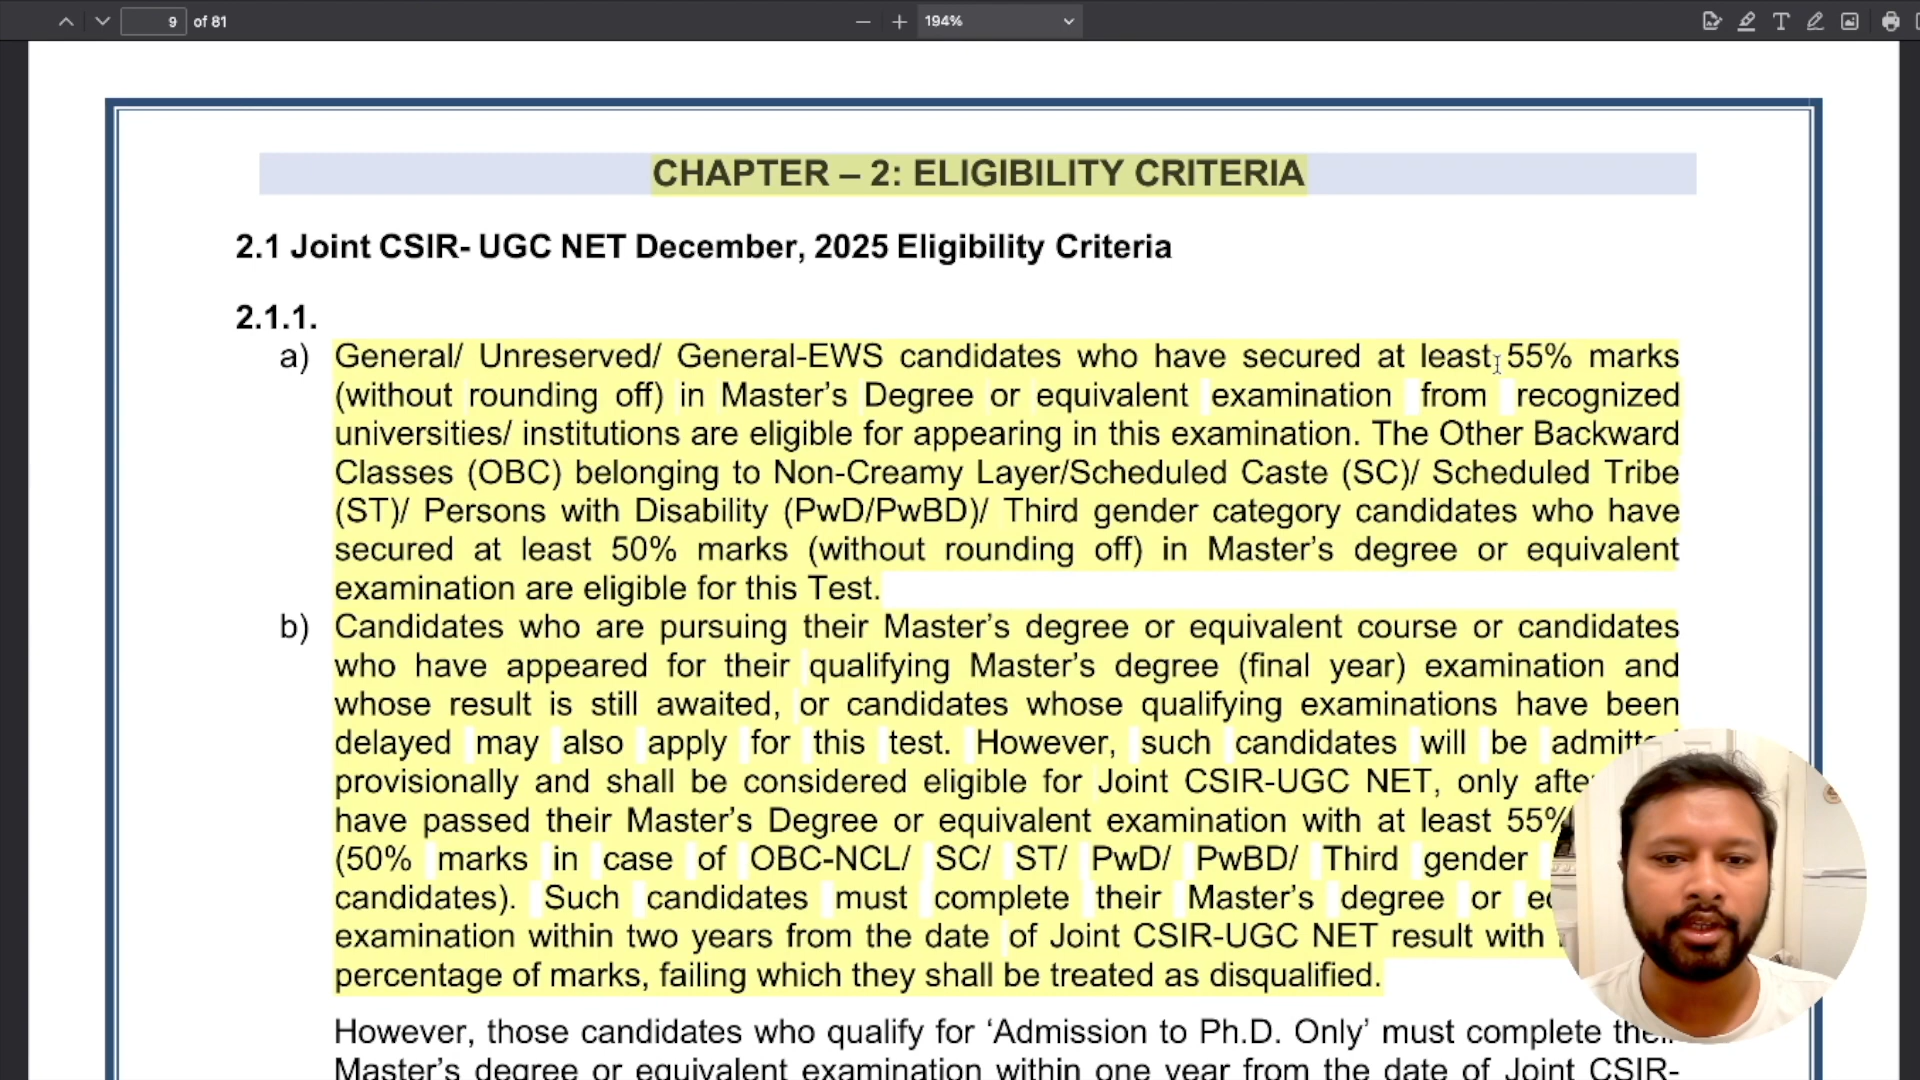 9 of 81
194%
CHAPTER – 2: ELIGIBILITY CRITERIA
2.1 Joint CSIR- UGC NET December, 2025 Eligibility Criteria
2.1.1.
a) General/ Unreserved/ General-EWS candidates who have secured at least 55% marks
(without rounding off) in Master’s Degree or equivalent examination from recognized
universities/ institutions are eligible for appearing in this examination. The Other Backward
Classes (OBC) belonging to Non-Creamy Layer/Scheduled Caste (SC)/ Scheduled Tribe
(ST)/ Persons with Disability (PwD/PwBD)/ Third gender category candidates who have
secured at least 50% marks (without rounding off) in Master’s degree or equivalent
examination are eligible for this Test.
b) Candidates who are pursuing their Master’s degree or equivalent course or candidates
who have appeared for their qualifying Master’s degree (final year) examination and
whose result is still awaited, or candidates whose qualifying examinations have been
delayed may also apply for this test. However, such candidates will be
provisionally and shall be considered eligible for Joint CSIR-UGC NET, only
have passed their Master’s Degree or equivalent examination with at least 55%
(50% marks in case of OBC-NCL/ SC/ ST/ PwD/ PwBD/ Third gender
candidates). Such candidates must complete their Master’s degree or
examination within two years from the date of Joint CSIR-UGC NET result with
percentage of marks, failing which they shall be treated as disqualified.
However, those candidates who qualify for ‘Admission to Ph.D. Only’ must complete
Master’s degree or equivalent examination within one year from the date of Joint CSIR-